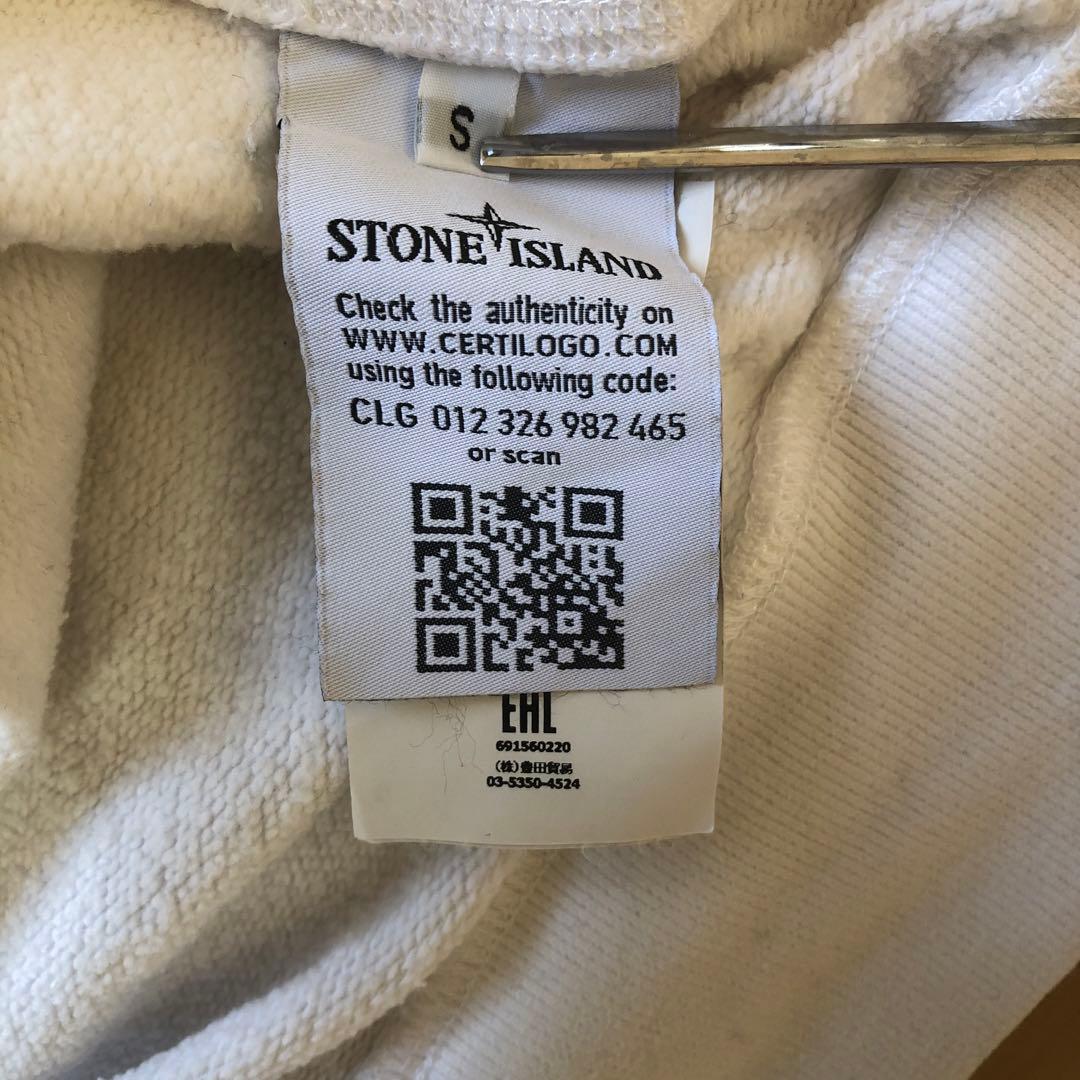 S
STONE ISLAND
Check the authenticity on
WWW.CERTILOGO.COM
using the following code:
CLG 012 326 982 465
or scan
EAC
691560220
(株)豊田貿易
03-5350-4524